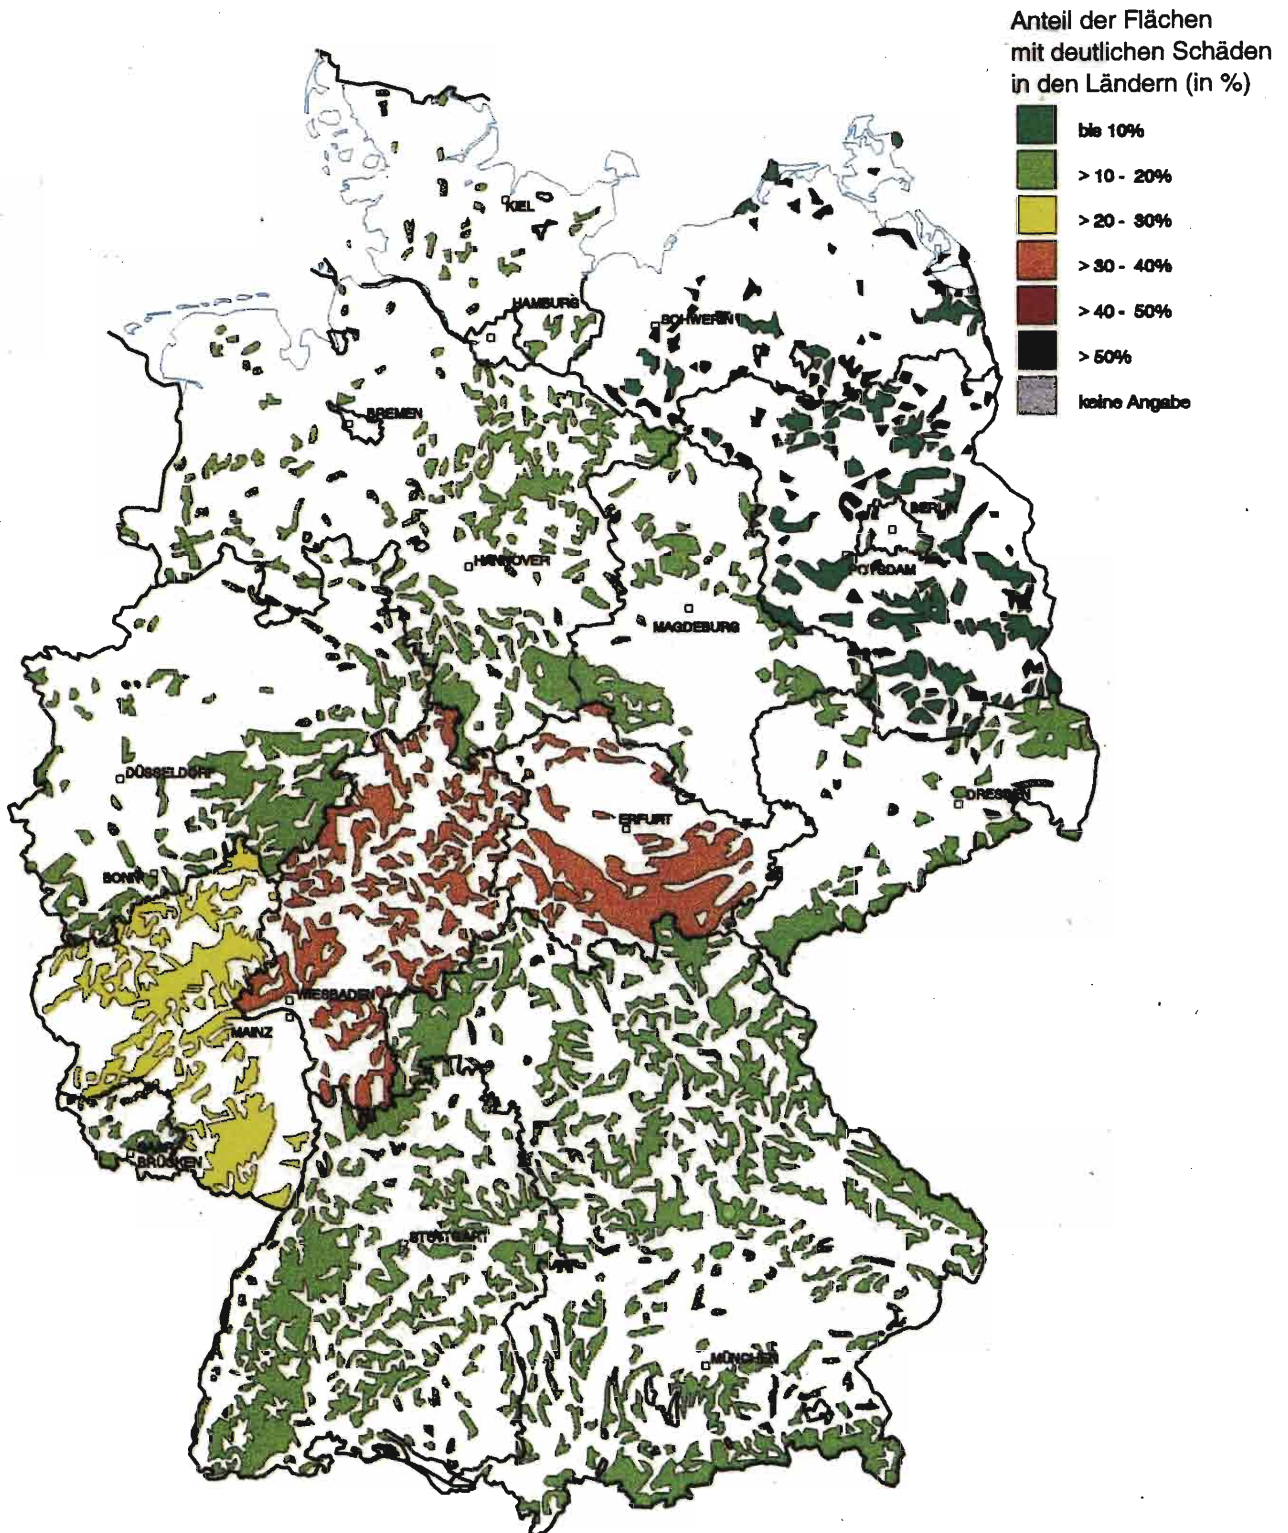 Anteil der Flächen
mit deutlichen Schäden
in den Ländern (in %)
bis 10%
> 10 - 20%
> 20 - 30%
> 30 - 40%
> 40 - 50%
> 50%
keine Angabe
KIEL
HAMBURG
SCHWERIN
BREMEN
BERLIN
HANNOVER
POTSDAM
MAGDEBURG
DÜSSELDORF
DRESDEN
ERFURT
BONN
WIESBADEN
MAINZ
BRÜCKEN
STUTTGART
MÜNCHEN